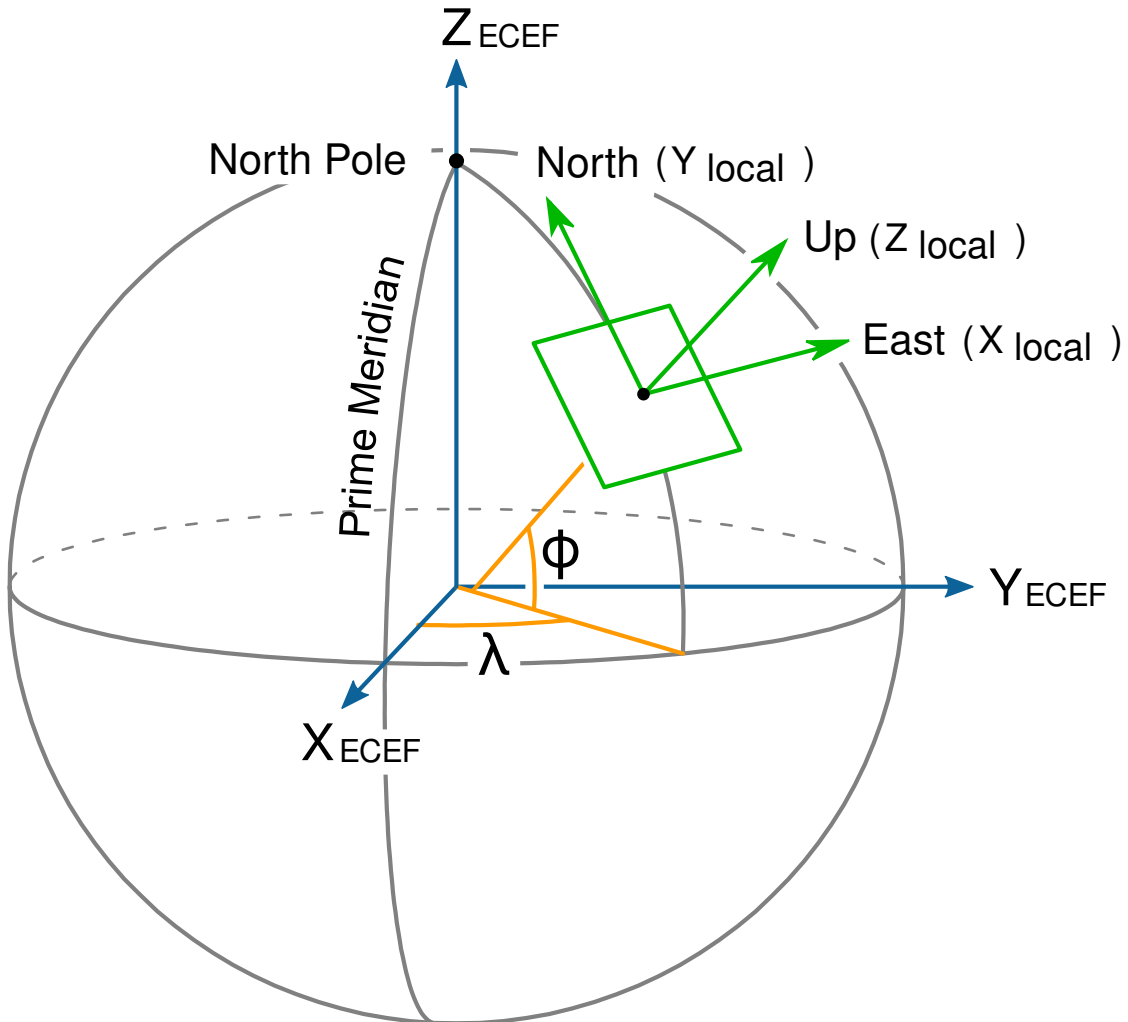 Z ECEF
North Pole
North (Y local )
Up (Z local )
East (X local )
Prime Meridian
ϕ
Y ECEF
λ
X ECEF